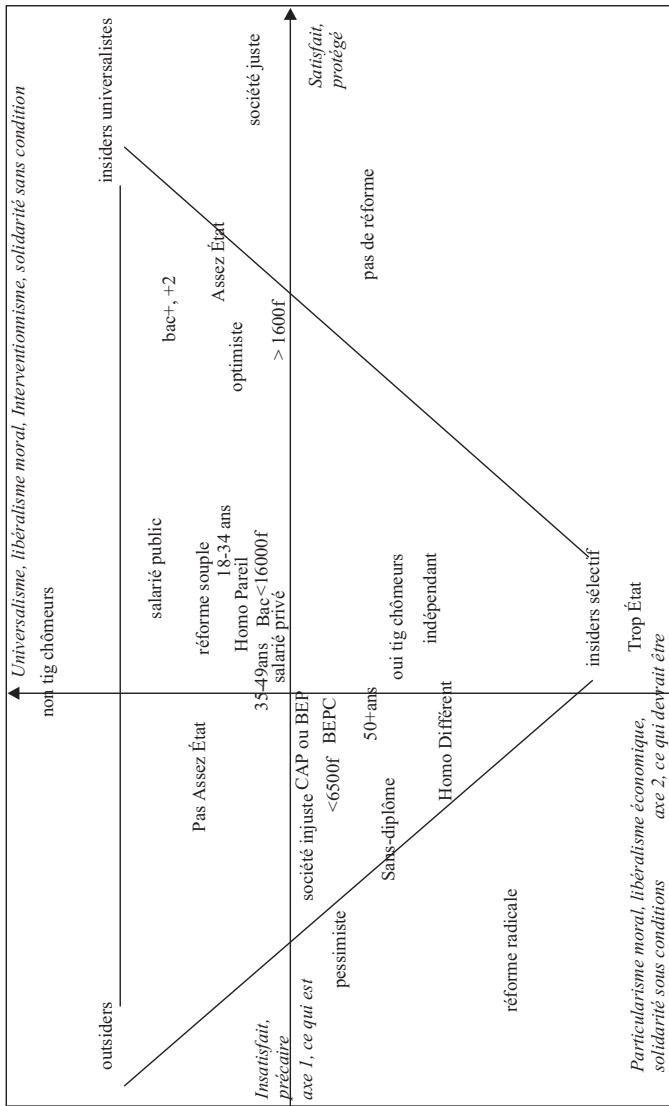 Universalisme, libéralisme moral, Interventionnisme, solidarité sans condition
non tig chômeurs
outsiders
insiders universalistes
salarié public
bac+, +2
Pas Assez État
réforme souple
Assez État
18-34 ans
optimiste
Homo Pareil
société juste
35-49ans Bac<16000f
salarié privé
> 1600f
Insatisfait,
précaire
axe 1, ce qui est
société injuste CAP ou BEP
Satisfait,
protégé
<6500f BEPC
pessimiste
50+ans
pas de réforme
Sans-diplôme
oui tig chômeurs
indépendant
Homo Différent
réforme radicale
insiders sélectif
Trop État
Particularisme moral, libéralisme économique,
solidarité sous conditions axe 2, ce qui devrait être